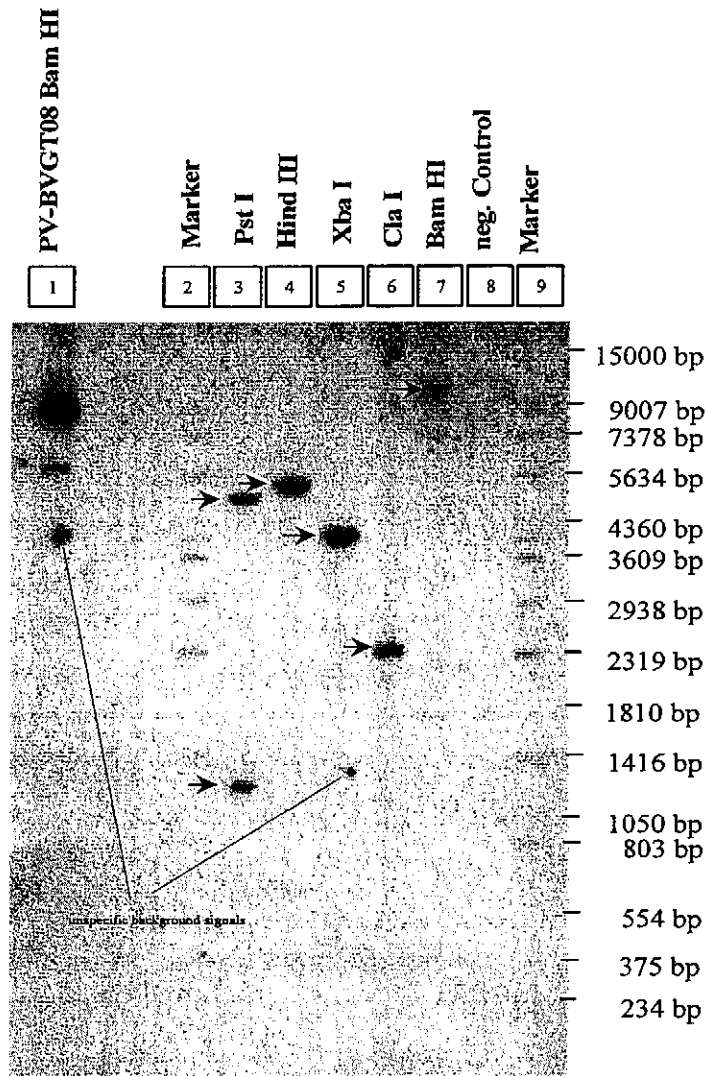 PV-BVGT08 Bam HI
Marker
Pst I
Hind III
Xba I
Cla I
Bam HI
neg. Control
Marker
1
2
3
4
5
6
7
8
9
15000 bp
9007 bp
7378 bp
5634 bp
4360 bp
3609 bp
2938 bp
2319 bp
1810 bp
1416 bp
1050 bp
803 bp
554 bp
375 bp
234 bp
unspecific background signals